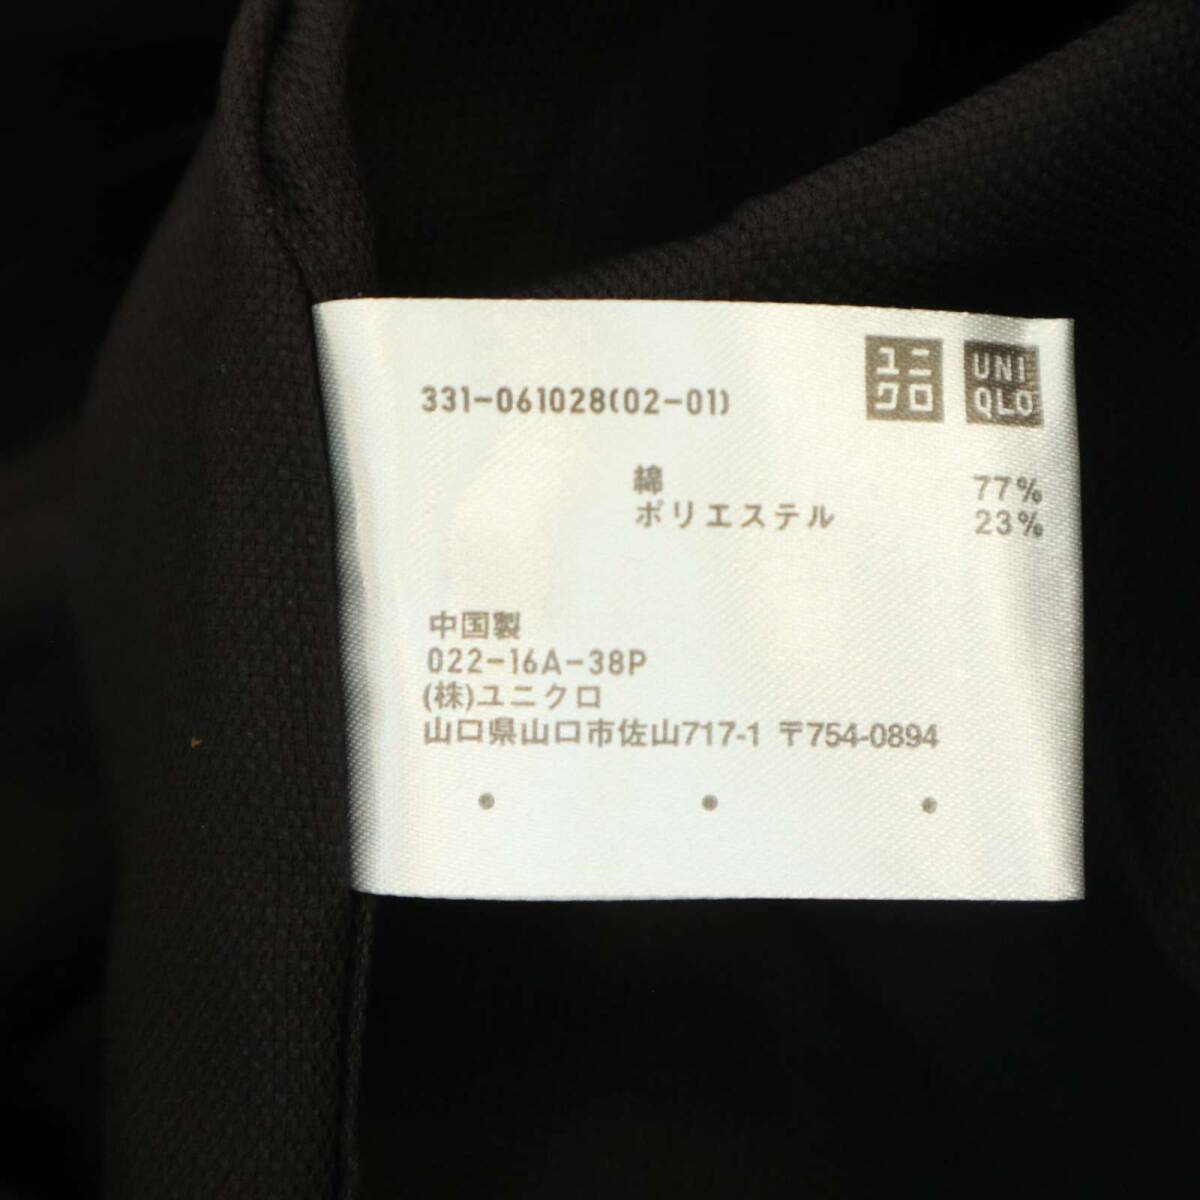 331-061028(02-01)
ユニ
クロ
UNI
QLO
綿 77%
ポリエステル 23%
中国製
022-16A-38P
(株)ユニクロ
山口県山口市佐山717-1 〒754-0894